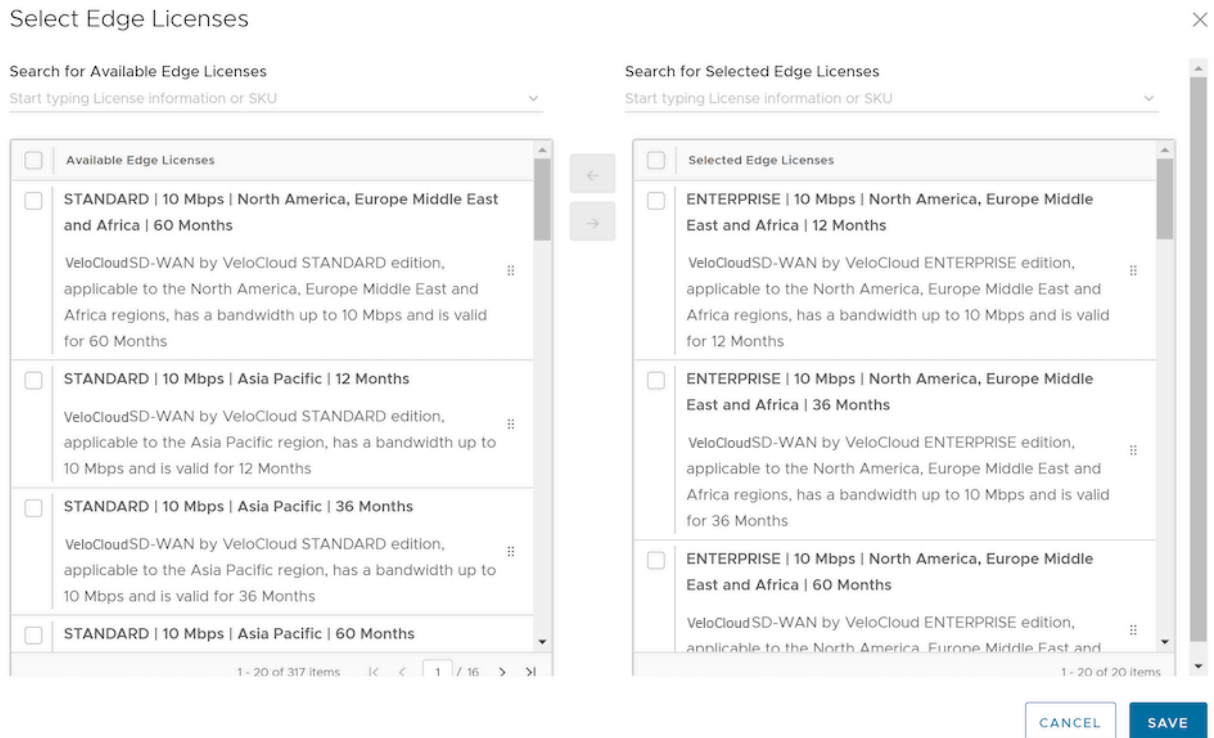 Select Edge Licenses
Search for Available Edge Licenses
Start typing License information or SKU
Available Edge Licenses
STANDARD | 10 Mbps | North America, Europe Middle East
and Africa | 60 Months
VeloCloudSD-WAN by VeloCloud STANDARD edition,
applicable to the North America, Europe Middle East and
Africa regions, has a bandwidth up to 10 Mbps and is valid
for 60 Months
STANDARD | 10 Mbps | Asia Pacific | 12 Months
VeloCloudSD-WAN by VeloCloud STANDARD edition,
applicable to the Asia Pacific region, has a bandwidth up to
10 Mbps and is valid for 12 Months
STANDARD | 10 Mbps | Asia Pacific | 36 Months
VeloCloudSD-WAN by VeloCloud STANDARD edition,
applicable to the Asia Pacific region, has a bandwidth up to
10 Mbps and is valid for 36 Months
STANDARD | 10 Mbps | Asia Pacific | 60 Months
1 - 20 of 317 items
1 / 16
Search for Selected Edge Licenses
Start typing License information or SKU
Selected Edge Licenses
ENTERPRISE | 10 Mbps | North America, Europe Middle
East and Africa | 12 Months
VeloCloudSD-WAN by VeloCloud ENTERPRISE edition,
applicable to the North America, Europe Middle East and
Africa regions, has a bandwidth up to 10 Mbps and is valid
for 12 Months
ENTERPRISE | 10 Mbps | North America, Europe Middle
East and Africa | 36 Months
VeloCloudSD-WAN by VeloCloud ENTERPRISE edition,
applicable to the North America, Europe Middle East and
Africa regions, has a bandwidth up to 10 Mbps and is valid
for 36 Months
ENTERPRISE | 10 Mbps | North America, Europe Middle
East and Africa | 60 Months
VeloCloudSD-WAN by VeloCloud ENTERPRISE edition,
applicable to the North America, Europe Middle East and
1 - 20 of 20 items
CANCEL
SAVE